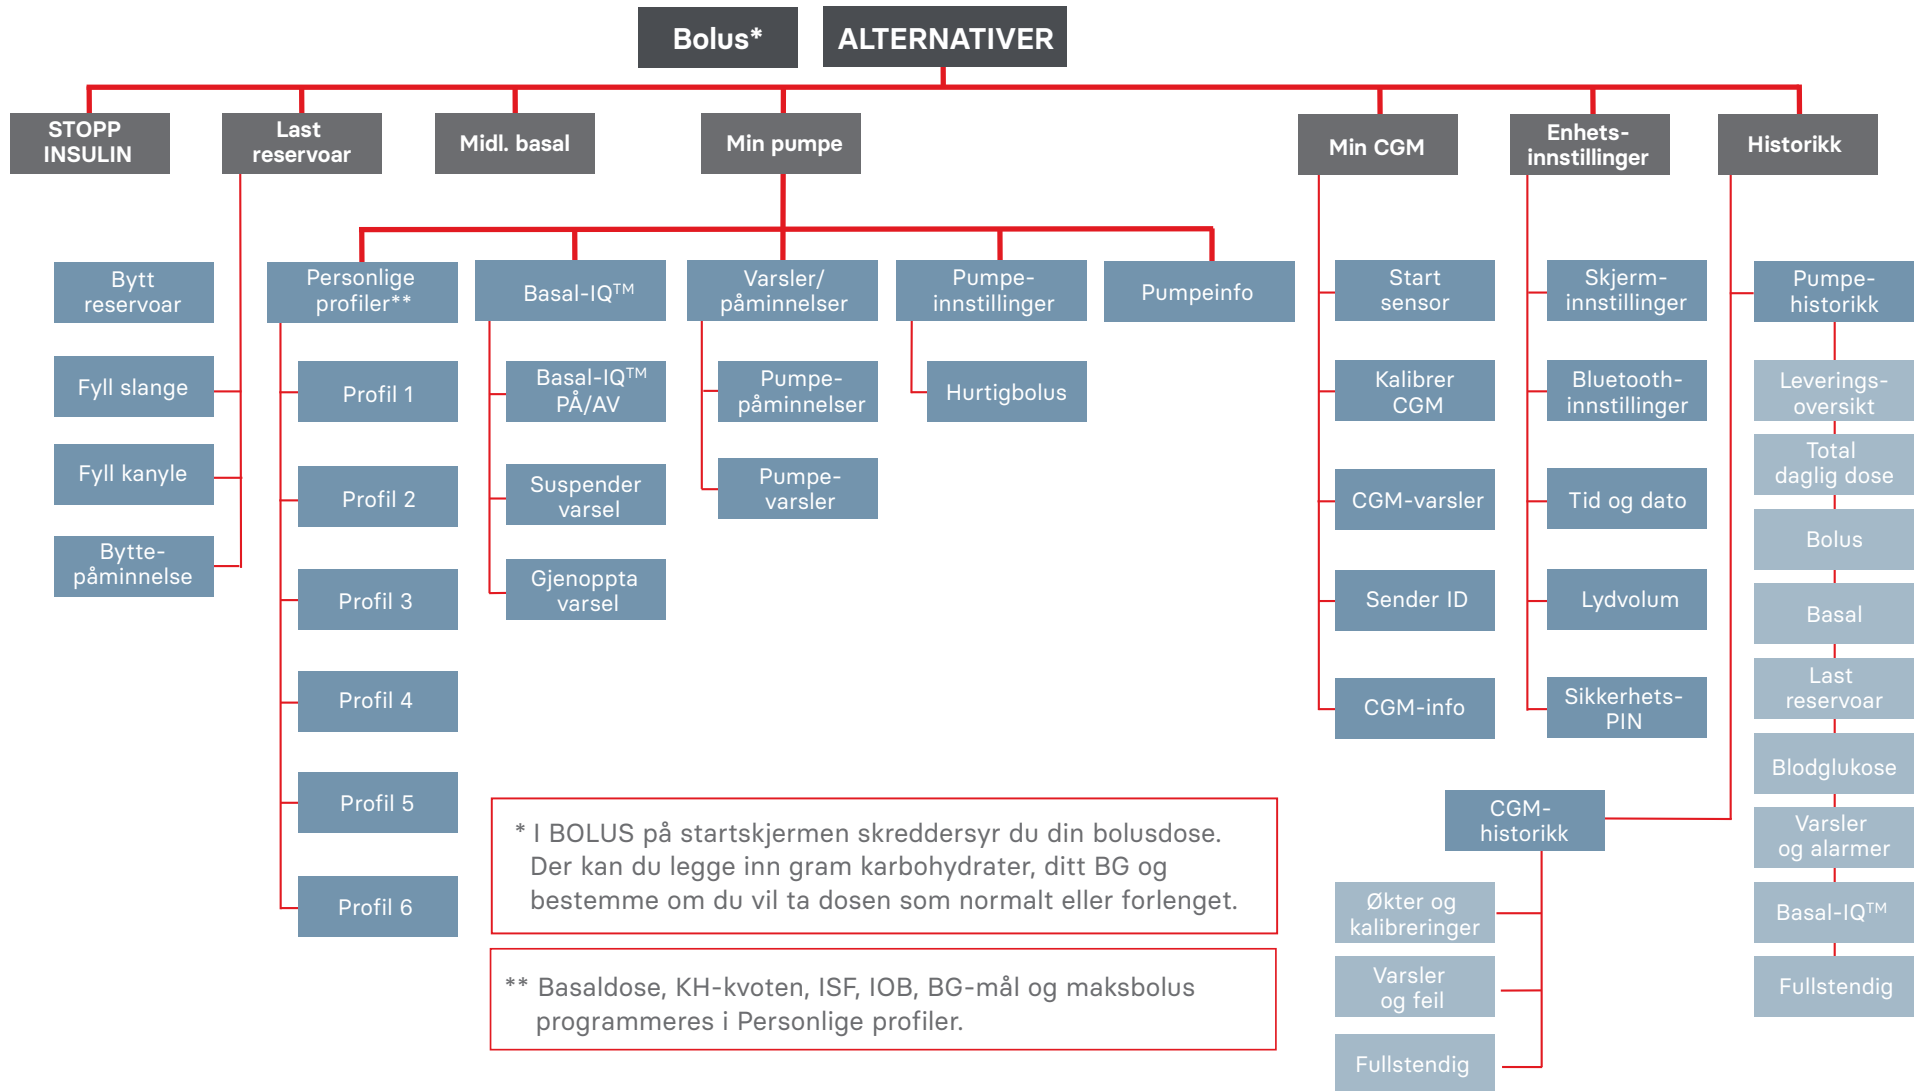 Bolus*
ALTERNATIVER
STOPP
INSULIN
Last
reservoar
Midl. basal
Min pumpe
Min CGM
Enhets-
innstillinger
Historikk
Bytt
reservoar
Fyll slange
Fyll kanyle
Bytte-
påminnelse
Personlige
profiler**
Profil 1
Profil 2
Profil 3
Profil 4
Profil 5
Profil 6
Basal-IQ™
Basal-IQ™
PÅ/AV
Suspender
varsel
Gjenoppta
varsel
Varsler/
påminnelser
Pumpe-
påminnelser
Pumpe-
varsler
Pumpe-
innstillinger
Hurtigbolus
Pumpeinfo
Start
sensor
Kalibrer
CGM
CGM-varsler
Sender ID
CGM-info
Skjerm-
innstillinger
Bluetooth-
innstillinger
Tid og dato
Lydvolum
Sikkerhets-
PIN
Pumpe-
historikk
Leverings-
oversikt
Total
daglig dose
Bolus
Basal
Last
reservoar
Blodglukose
Varsler
og alarmer
Basal-IQ™
Fullstendig
CGM-
historikk
Økter og
kalibreringer
Varsler
og feil
Fullstendig
* I BOLUS på startskjermen skreddersyr du din bolusdose.
Der kan du legge inn gram karbohydrater, ditt BG og
bestemme om du vil ta dosen som normalt eller forlenget.
** Basaldose, KH-kvoten, ISF, IOB, BG-mål og maksbolus
programmeres i Personlige profiler.